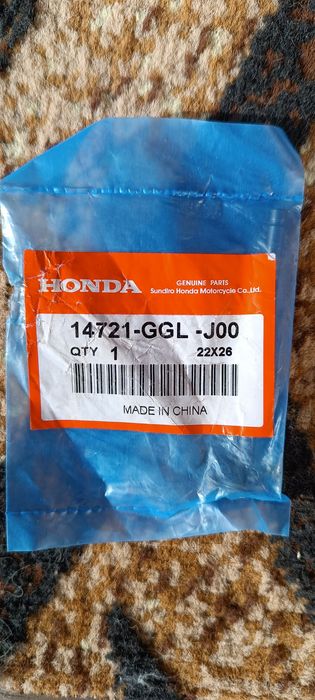 HONDA
GENUINE PARTS
Sundiro Honda Motorcycle Co.,Ltd.
14721-GGL -J00
QTY 1 22X26
MADE IN CHINA